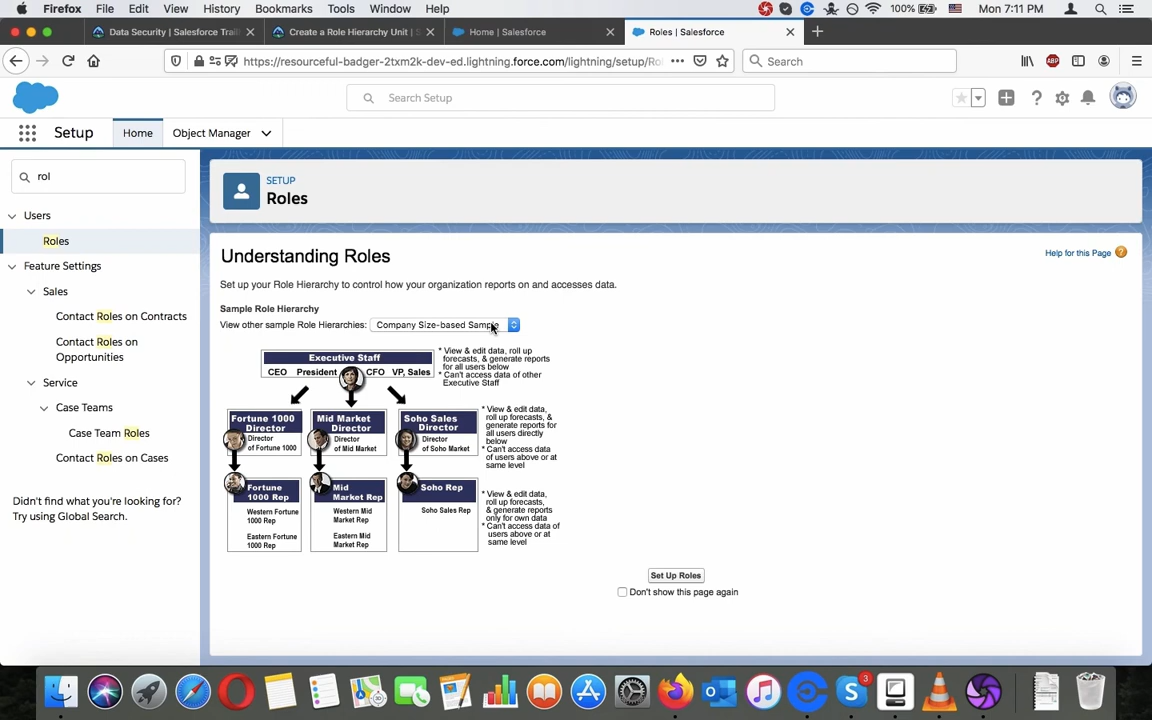 Firefox File Edit View History Bookmarks Tools Window Help 100% Mon 7:11 PM
Data Security | Salesforce Trail
Create a Role Hierarchy Unit | S
Home | Salesforce
Roles | Salesforce
https://resourceful-badger-2txm2k-dev-ed.lightning.force.com/lightning/setup/Ro
Search
ABP
Search Setup
Setup
Home
Object Manager
rol
Users
Roles
Feature Settings
Sales
Contact Roles on Contracts
Contact Roles on
Opportunities
Service
Case Teams
Case Team Roles
Contact Roles on Cases
Didn't find what you're looking for?
Try using Global Search.
SETUP
Roles
Understanding Roles
Help for this Page
Set up your Role Hierarchy to control how your organization reports on and accesses data.
Sample Role Hierarchy
View other sample Role Hierarchies: Company Size-based Sample
Executive Staff
CEO President CFO VP, Sales
* View & edit data, roll up
forecasts, & generate reports
for all users below
* Can't access data of other
Executive Staff
Fortune 1000
Director
Director
of Fortune 1000
Mid Market
Director
Director
of Mid Market
Soho Sales
Director
Director
of Soho Market
* View & edit data,
roll up forecasts, &
generate reports for
all users directly
below
* Can't access data
of users above or at
same level
Fortune
1000 Rep
Western Fortune
1000 Rep
Eastern Fortune
1000 Rep
Mid
Market Rep
Western Mid
Market Rep
Eastern Mid
Market Rep
Soho Rep
Soho Sales Rep
* View & edit data,
roll up forecasts,
& generate reports
only for own data
* Can't access data of
users above or at
same level
Set Up Roles
Don't show this page again
3